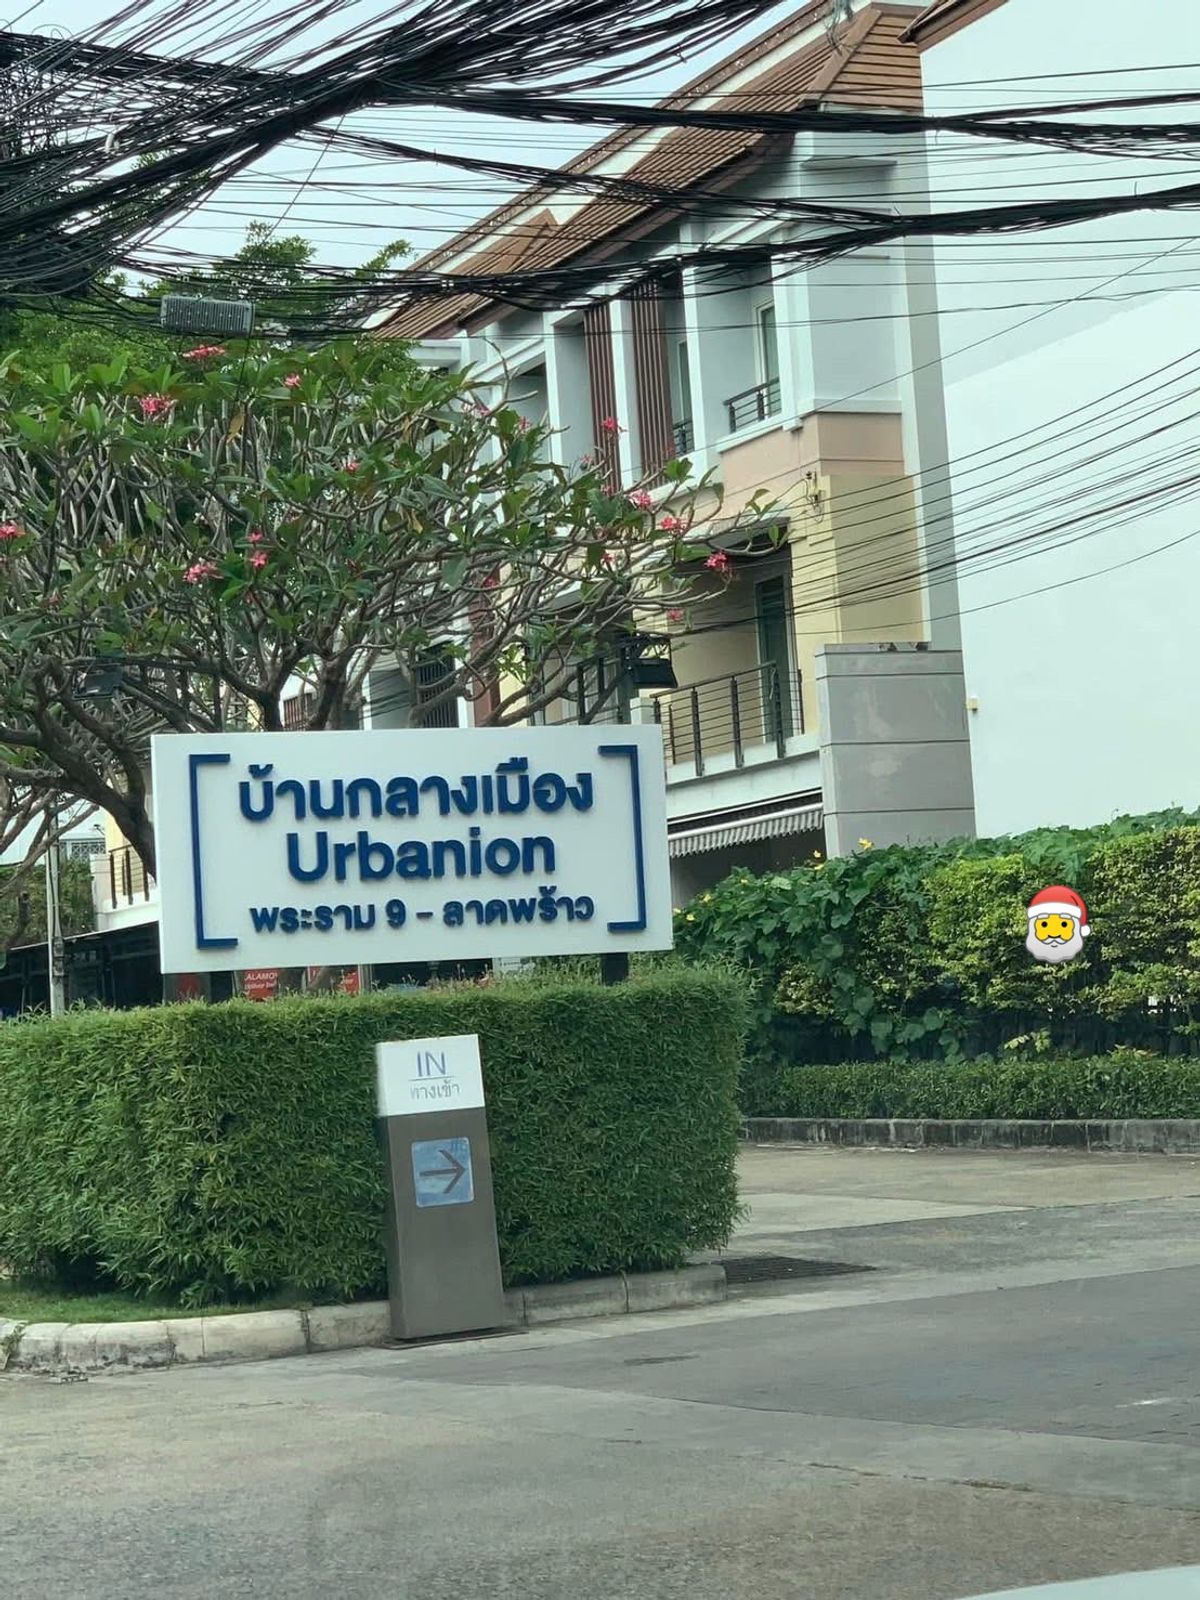 บ้านกลางเมือง
Urbanion
พระราม 9 - ลาดพร้าว
IN
ทางเข้า